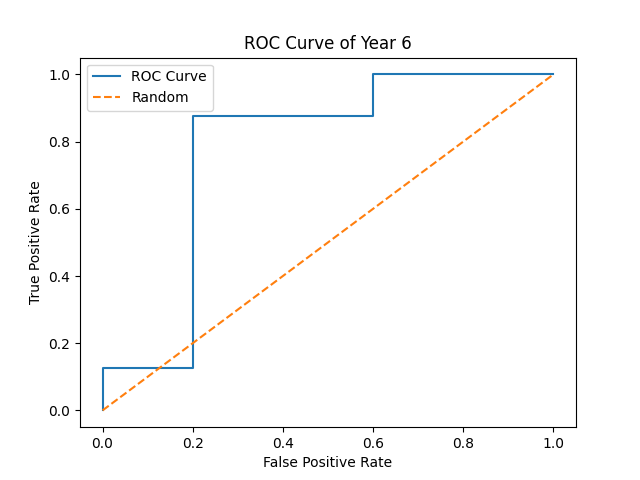 ROC Curve of Year 6
ROC Curve
Random
True Positive Rate
1.0
0.8
0.6
0.4
0.2
0.0
0.0 0.2 0.4 0.6 0.8 1.0
False Positive Rate